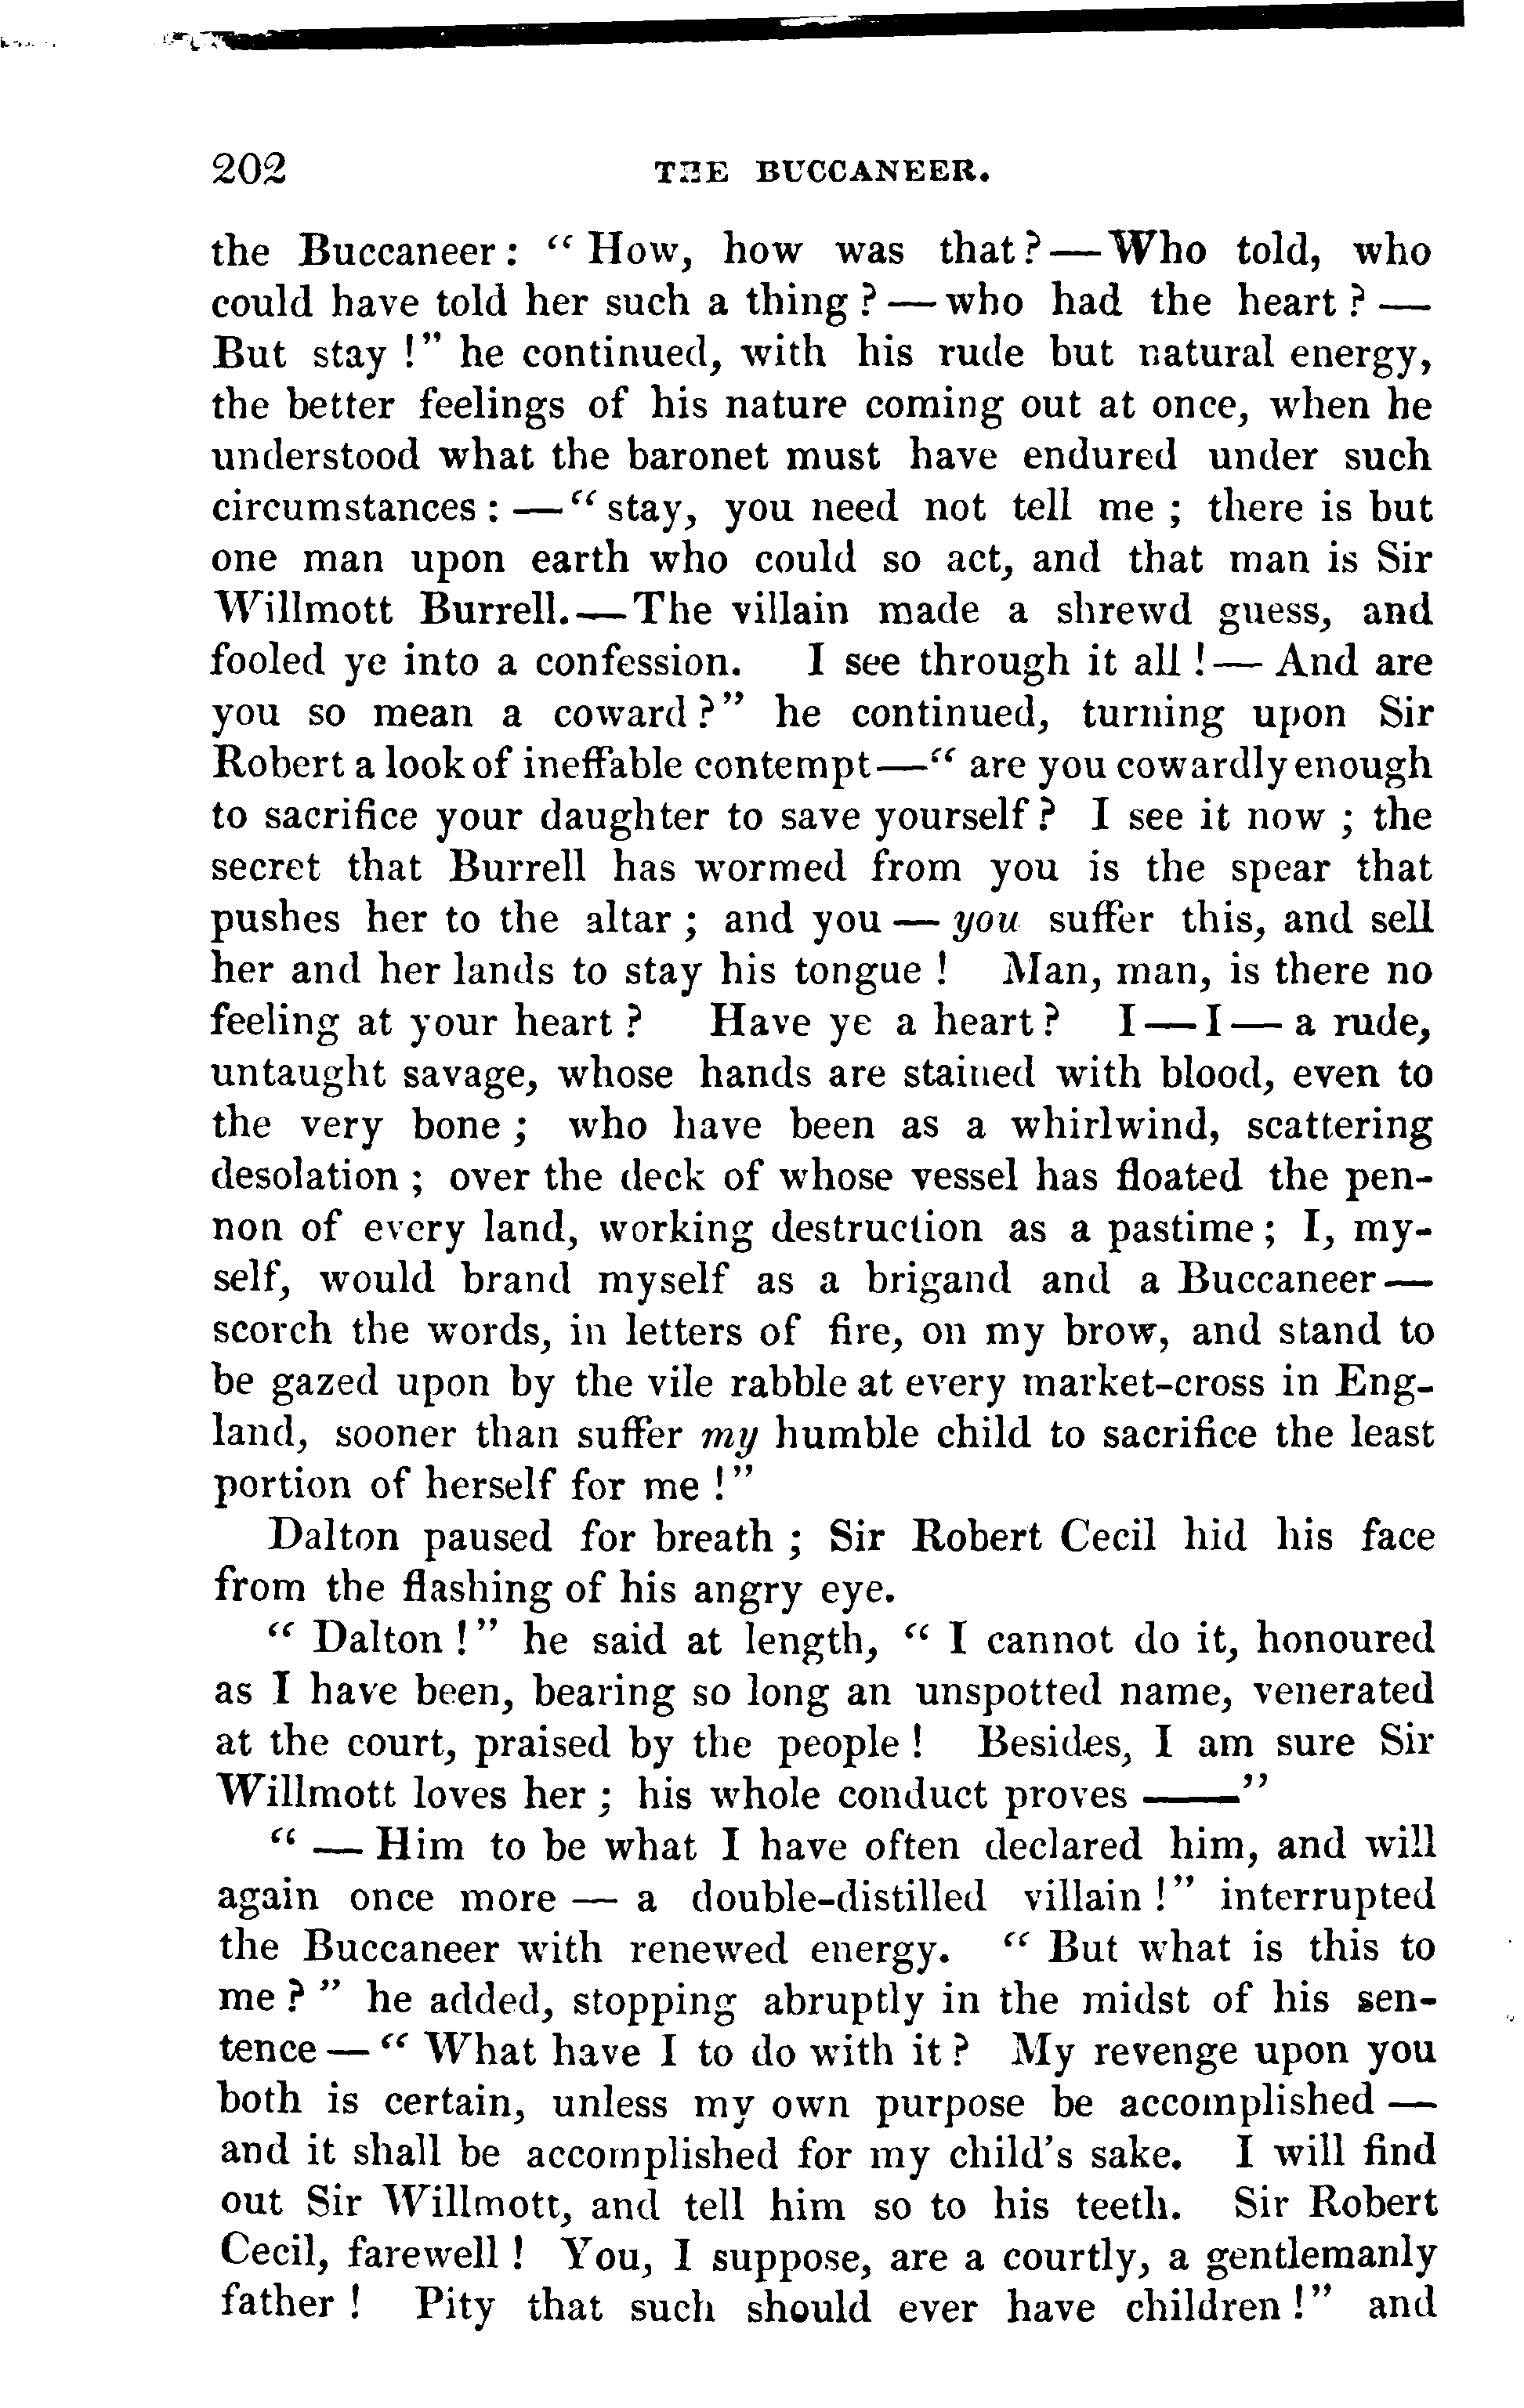 202 THE BUCCANEER.
the Buccaneer: “How, how was that?—Who told, who
could have told her such a thing?—who had the heart?—
But stay!” he continued, with his rude but natural energy,
the better feelings of his nature coming out at once, when he
understood what the baronet must have endured under such
circumstances:—“stay, you need not tell me; there is but
one man upon earth who could so act, and that man is Sir
Willmott Burrell.—The villain made a shrewd guess, and
fooled ye into a confession. I see through it all!—And are
you so mean a coward?” he continued, turning upon Sir
Robert a look of ineffable contempt—“are you cowardly enough
to sacrifice your daughter to save yourself? I see it now; the
secret that Burrell has wormed from you is the spear that
pushes her to the altar; and you—you suffer this, and sell
her and her lands to stay his tongue! Man, man, is there no
feeling at your heart? Have ye a heart? I—I—a rude,
untaught savage, whose hands are stained with blood, even to
the very bone; who have been as a whirlwind, scattering
desolation; over the deck of whose vessel has floated the pen-
non of every land, working destruction as a pastime; I, my-
self, would brand myself as a brigand and a Buccaneer—
scorch the words, in letters of fire, on my brow, and stand to
be gazed upon by the vile rabble at every market-cross in Eng-
land, sooner than suffer my humble child to sacrifice the least
portion of herself for me!”
Dalton paused for breath; Sir Robert Cecil hid his face
from the flashing of his angry eye.
“Dalton!” he said at length, “I cannot do it, honoured
as I have been, bearing so long an unspotted name, venerated
at the court, praised by the people! Besides, I am sure Sir
Willmott loves her; his whole conduct proves ——”
“—Him to be what I have often declared him, and will
again once more—a double-distilled villain!” interrupted
the Buccaneer with renewed energy. “But what is this to
me?” he added, stopping abruptly in the midst of his sen-
tence—“What have I to do with it? My revenge upon you
both is certain, unless my own purpose be accomplished—
and it shall be accomplished for my child's sake. I will find
out Sir Willmott, and tell him so to his teeth. Sir Robert
Cecil, farewell! You, I suppose, are a courtly, a gentlemanly
father! Pity that such should ever have children!” and